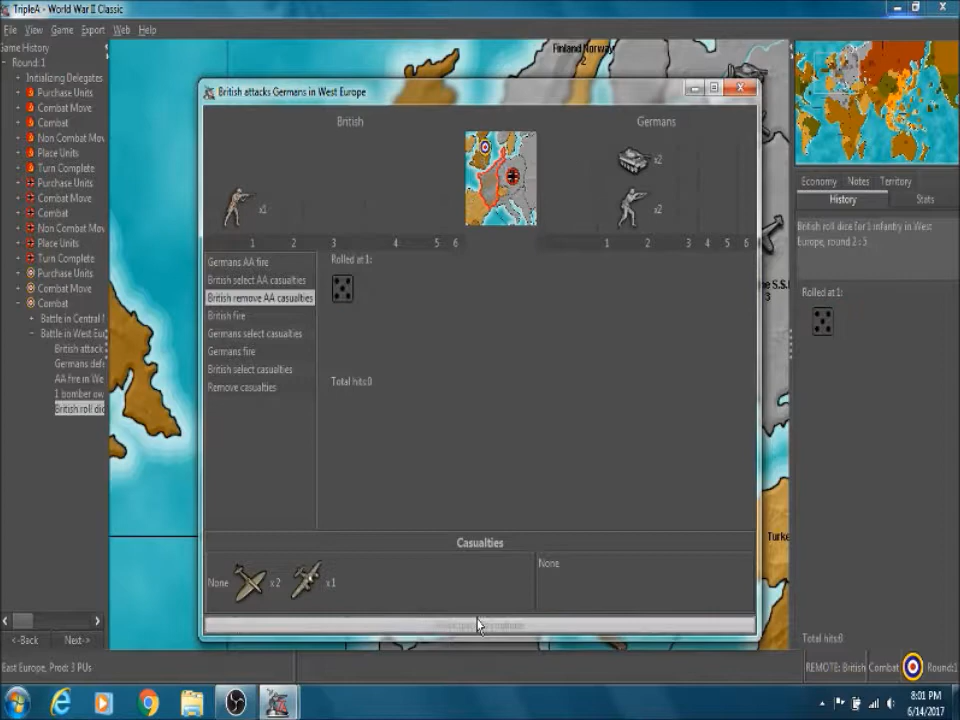 TripleA - World War II Classic
File View Game Export Web Help
Game History
Round: 1
Initializing Delegates
Purchase Units
Combat Move
Combat
Non Combat Mov
Place Units
Turn Complete
Purchase Units
Combat Move
Combat
Non Combat Mov
Place Units
Turn Complete
Purchase Units
Combat Move
Combat
Battle in Central
Battle in West Eur
British attack
Germans def
AA fire in We
1 bomber ow
British roll di
<-Back Next->
Finland Norway
2
British attacks Germans in West Europe
British
Germans
x1
x2
x2
1 2 3 4 5 6
1 2 3 4 5 6
Germans AA fire
British select AA casualties
British remove AA casualties
British fire
Germans select casualties
Germans fire
British select casualties
Remove casualties
Rolled at 1:
Total hits:0
Casualties
None x2 x1
None
e S.S.
3
Turke
Economy Notes Territory
History Stats
British roll dice for 1 infantry in West
Europe, round 2 : 5
Rolled at 1:
Total hits:0
East Europe, Prod: 3 PUs
REMOTE: British Combat Round:1
8:01 PM
6/14/2017